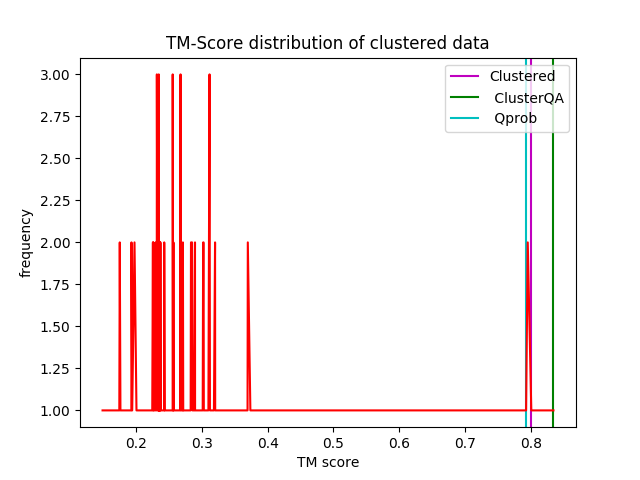 TM-Score distribution of clustered data
Clustered
ClusterQA
Qprob
frequency
3.00
2.75
2.50
2.25
2.00
1.75
1.50
1.25
1.00
0.2 0.3 0.4 0.5 0.6 0.7 0.8
TM score